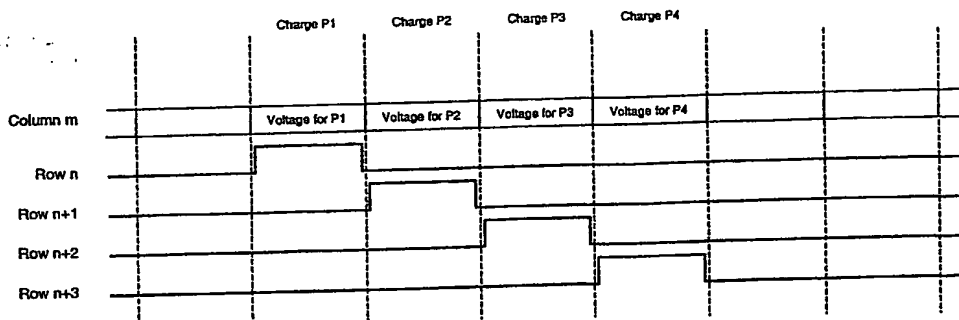 Charge P1 Charge P2 Charge P3 Charge P4
Column m Voltage for P1 Voltage for P2 Voltage for P3 Voltage for P4
Row n
Row n+1
Row n+2
Row n+3